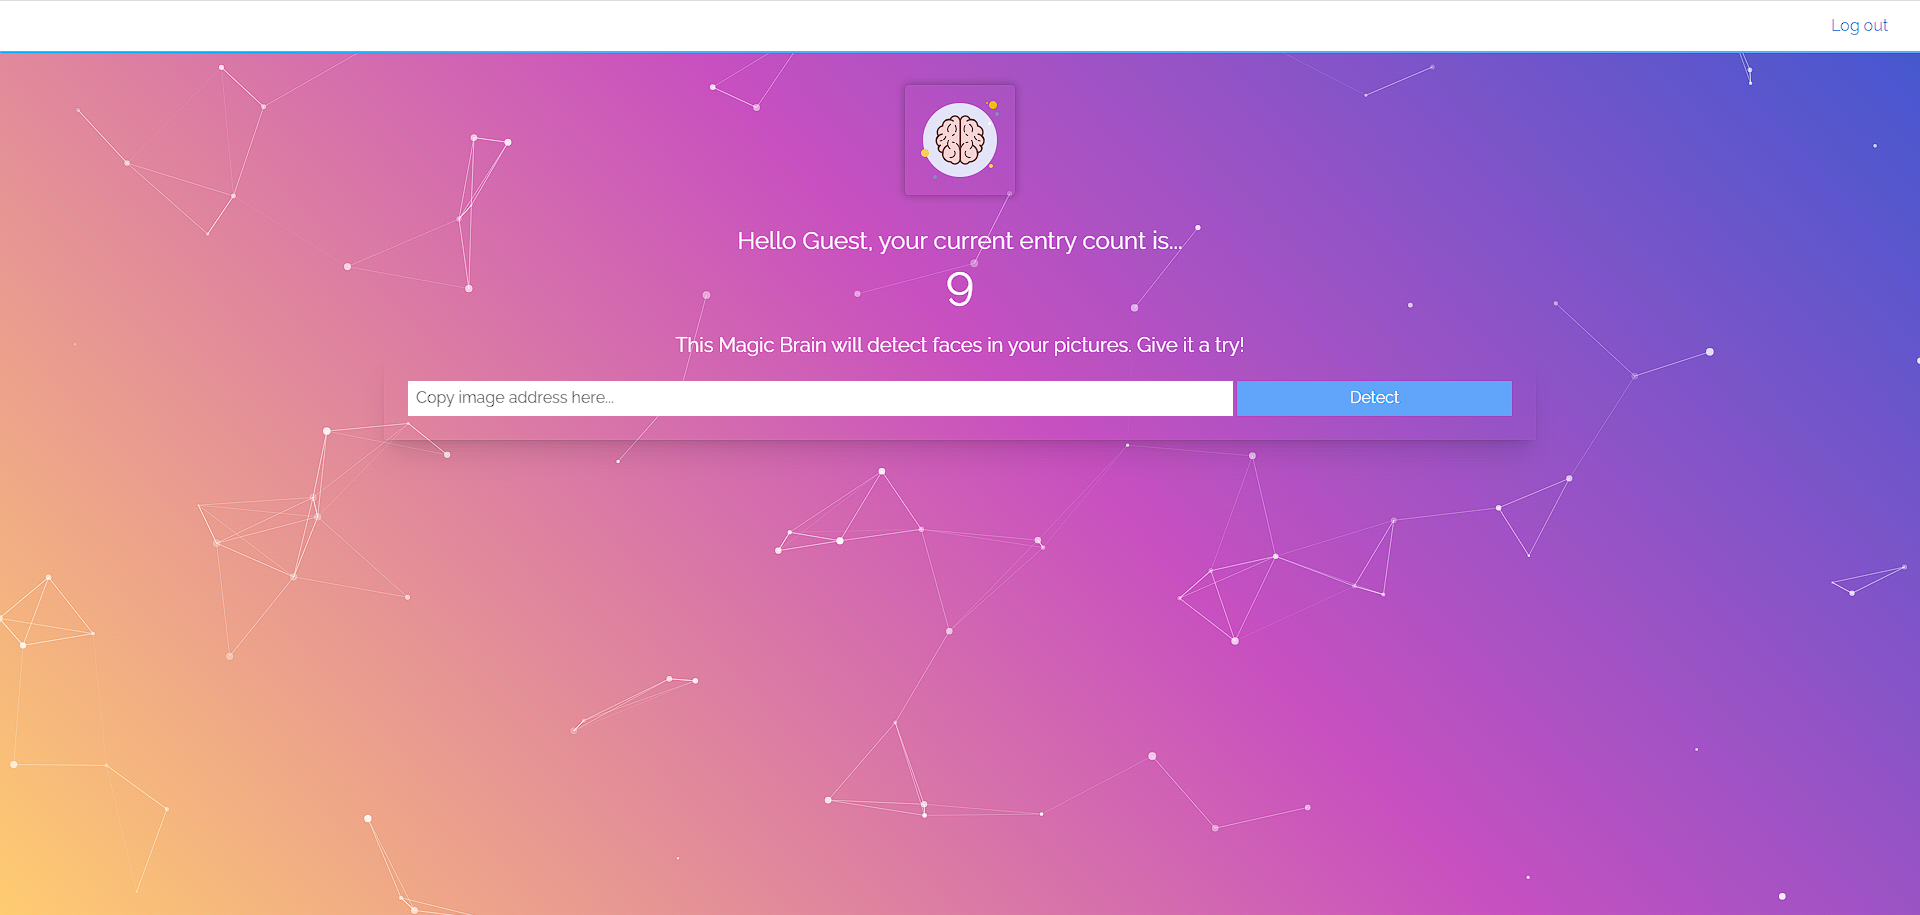 Log out
Hello Guest, your current entry count is...
9
This Magic Brain will detect faces in your pictures. Give it a try!
Copy image address here...
Detect